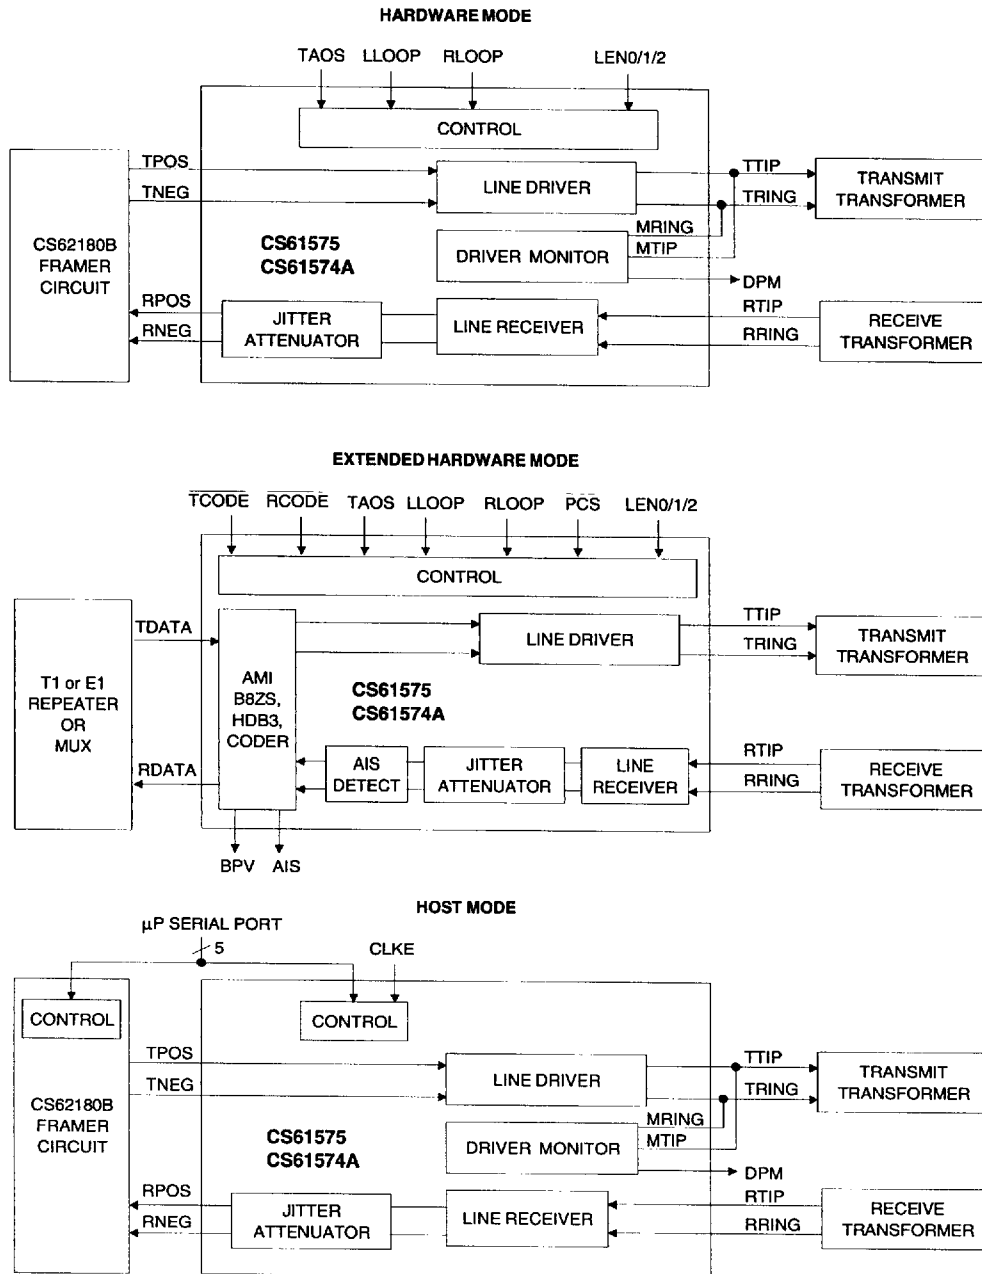 HARDWARE MODE
TAOS LLOOP RLOOP LEN0/1/2
CONTROL
TPOS
TNEG
LINE DRIVER
TTIP
TRING
TRANSMIT
TRANSFORMER
CS62180B
FRAMER
CIRCUIT
CS61575
CS61574A
DRIVER MONITOR
MRING
MTIP
DPM
RPOS
RNEG
JITTER
ATTENUATOR
LINE RECEIVER
RTIP
RRING
RECEIVE
TRANSFORMER
EXTENDED HARDWARE MODE
TCODE RCODE TAOS LLOOP RLOOP PCS LEN0/1/2
CONTROL
TDATA
LINE DRIVER
TTIP
TRING
TRANSMIT
TRANSFORMER
T1 or E1
REPEATER
OR
MUX
AMI
B8ZS,
HDB3,
CODER
CS61575
CS61574A
RDATA
AIS
DETECT
JITTER
ATTENUATOR
LINE
RECEIVER
RTIP
RRING
RECEIVE
TRANSFORMER
BPV AIS
HOST MODE
µP SERIAL PORT
5
CLKE
CONTROL
CONTROL
TPOS
TNEG
LINE DRIVER
TTIP
TRING
TRANSMIT
TRANSFORMER
CS62180B
FRAMER
CIRCUIT
CS61575
CS61574A
DRIVER MONITOR
MRING
MTIP
DPM
RPOS
RNEG
JITTER
ATTENUATOR
LINE RECEIVER
RTIP
RRING
RECEIVE
TRANSFORMER